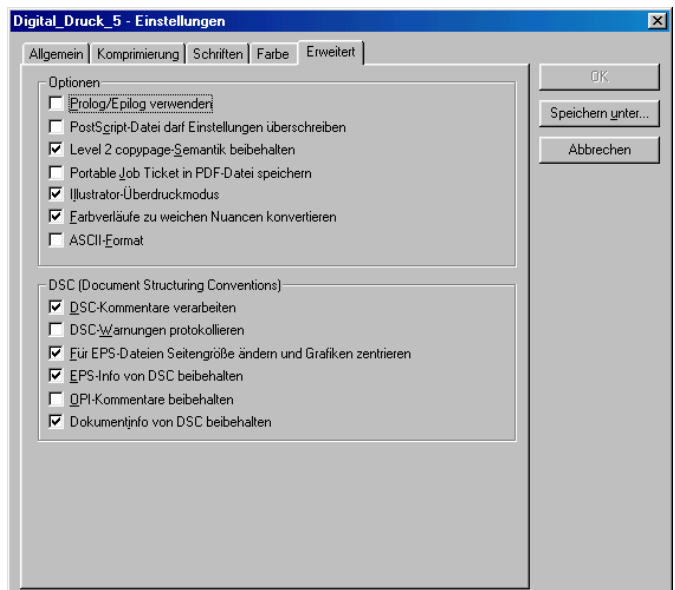 Digital_Druck_5 - Einstellungen
Allgemein Komprimierung Schriften Farbe Erweitert
Optionen
Prolog/Epilog verwenden
PostScript-Datei darf Einstellungen überschreiben
Level 2 copypage-Semantik beibehalten
Portable Job Ticket in PDF-Datei speichern
Illustrator-Überdruckmodus
Farbverläufe zu weichen Nuancen konvertieren
ASCII-Format
DSC (Document Structuring Conventions)
DSC-Kommentare verarbeiten
DSC-Warnungen protokollieren
Für EPS-Dateien Seitengröße ändern und Grafiken zentrieren
EPS-Info von DSC beibehalten
OPI-Kommentare beibehalten
Dokumentinfo von DSC beibehalten
OK
Speichern unter...
Abbrechen